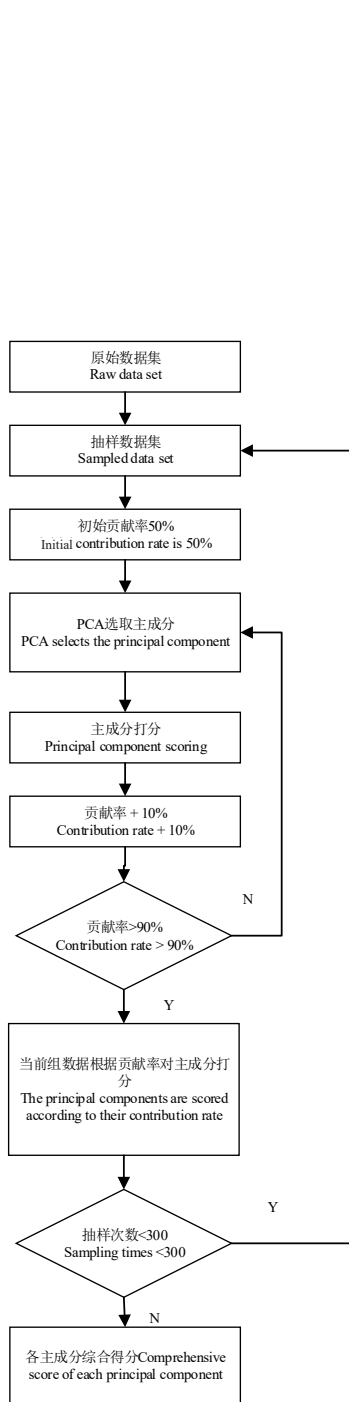 原始数据集
Raw data set
抽样数据集
Sampled data set
初始贡献率50%
Initial contribution rate is 50%
PCA选取主成分
PCA selects the principal component
主成分打分
Principal component scoring
贡献率 + 10%
Contribution rate + 10%
贡献率>90%
Contribution rate > 90%
N
Y
当前组数据根据贡献率对主成分打
分
The principal components are scored
according to their contribution rate
抽样次数<300
Sampling times <300
Y
N
各主成分综合得分Comprehensive
score of each principal component